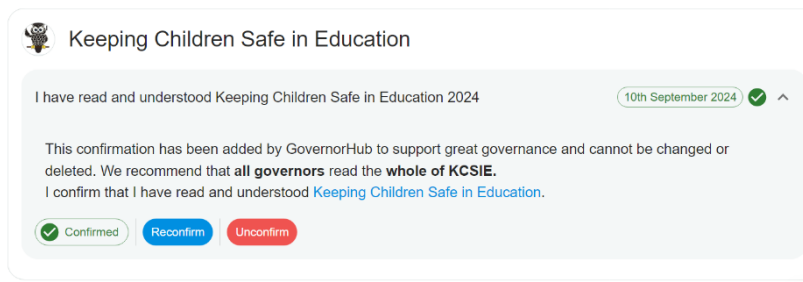 Keeping Children Safe in Education
I have read and understood Keeping Children Safe in Education 2024
10th September 2024
This confirmation has been added by GovernorHub to support great governance and cannot be changed or
deleted. We recommend that all governors read the whole of KCSIE.
I confirm that I have read and understood Keeping Children Safe in Education.
Confirmed
Reconfirm
Unconfirm